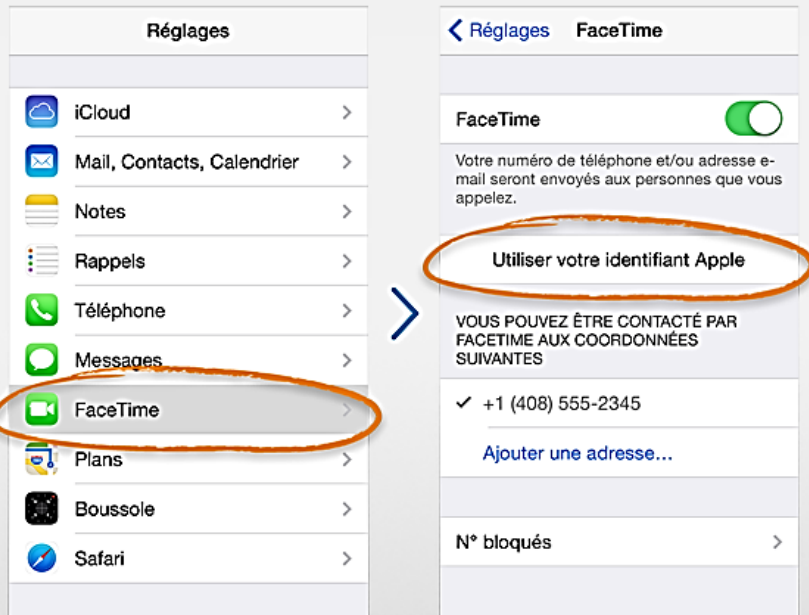 Réglages
iCloud
Mail, Contacts, Calendrier
Notes
Rappels
Téléphone
Messages
FaceTime
Plans
Boussole
Safari
Réglages FaceTime
FaceTime
Votre numéro de téléphone et/ou adresse e-
mail seront envoyés aux personnes que vous
appelez.
Utiliser votre identifiant Apple
VOUS POUVEZ ÊTRE CONTACTÉ PAR
FACETIME AUX COORDONNÉES
SUIVANTES
+1 (408) 555-2345
Ajouter une adresse...
N° bloqués